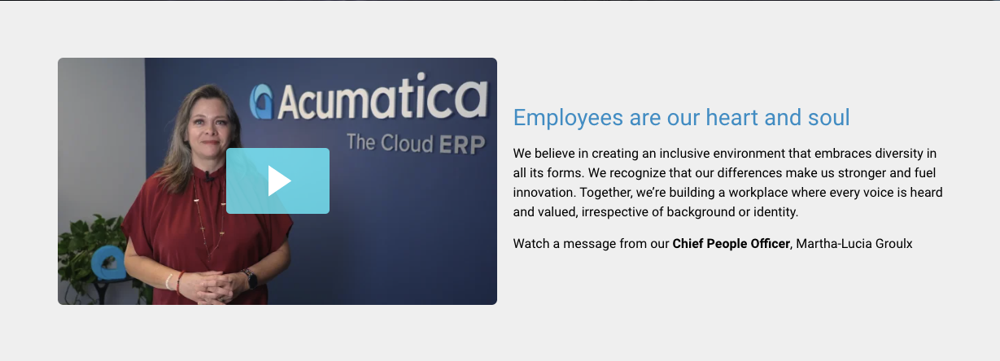 Acumatica
The Cloud ERP
Employees are our heart and soul
We believe in creating an inclusive environment that embraces diversity in
all its forms. We recognize that our differences make us stronger and fuel
innovation. Together, we’re building a workplace where every voice is heard
and valued, irrespective of background or identity.
Watch a message from our Chief People Officer, Martha-Lucia Groulx